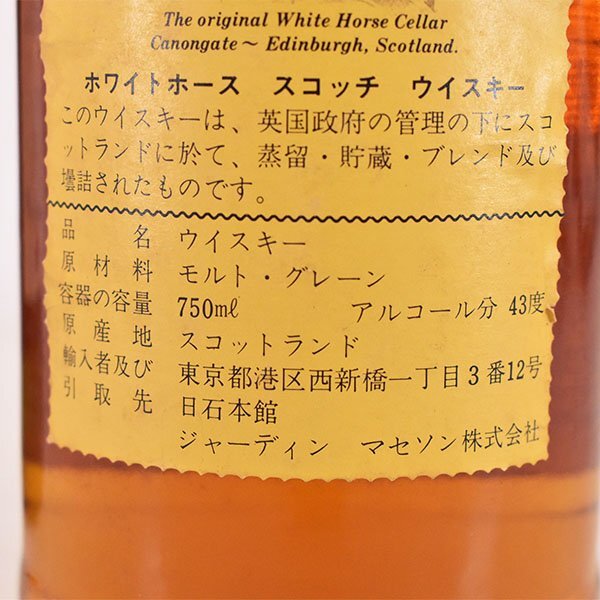 The original White Horse Cellar
Canongate ~ Edinburgh, Scotland.
ホワイトホース スコッチ ウイスキー
このウイスキーは、英国政府の管理の下にスコ
ットランドに於て、蒸留・貯蔵・ブレンド及び
壜詰されたものです。
品名 ウイスキー
原材料 モルト・グレーン
容器の容量 750mℓ アルコール分 43度
原産地 スコットランド
輸入者及び 東京都港区西新橋一丁目3番12号
引取先 日石本館
ジャーディン マセソン株式会社